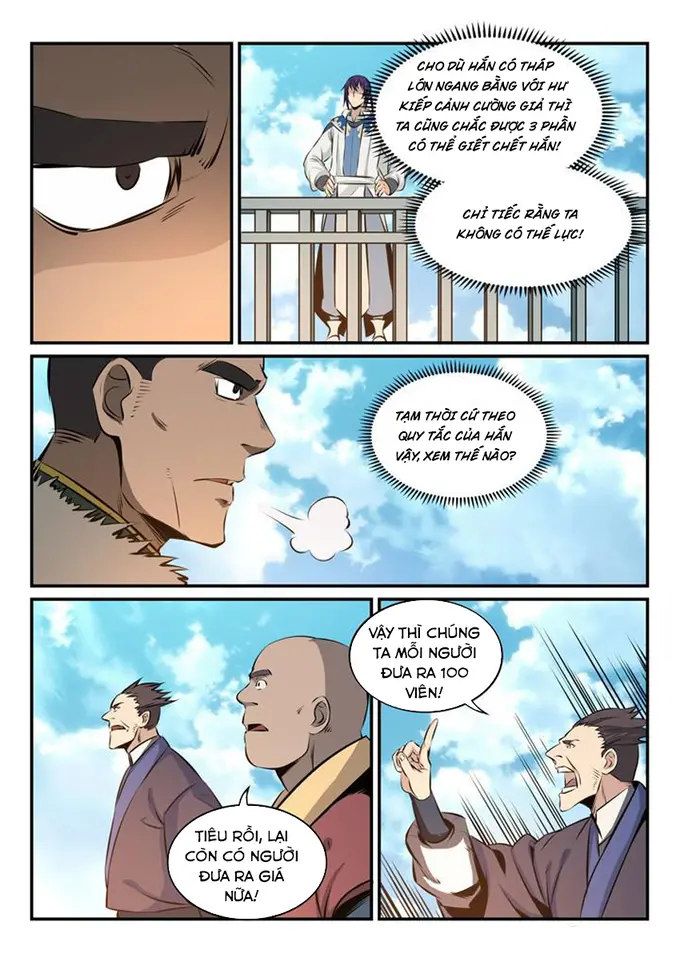 CHO DÙ HẮN CÓ THÁP
LỚN NGANG BẰNG VỚI HƯ
KIẾP CẢNH CƯỜNG GIẢ THÌ
TA CŨNG CHẮC ĐƯỢC 3 PHẦN
CÓ THỂ GIẾT CHẾT HẮN!
CHỈ TIẾC RẰNG TA
KHÔNG CÓ THẾ LỰC!
TẠM THỜI CỨ THEO
QUY TẮC CỦA HẮN
VẬY, XEM THẾ NÀO?
TIÊU RỒI, LẠI
CÒN CÓ NGƯỜI
ĐƯA RA GIÁ
NỮA!
VẬY THÌ CHÚNG
TA MỖI NGƯỜI
ĐƯA RA 100
VIÊN!